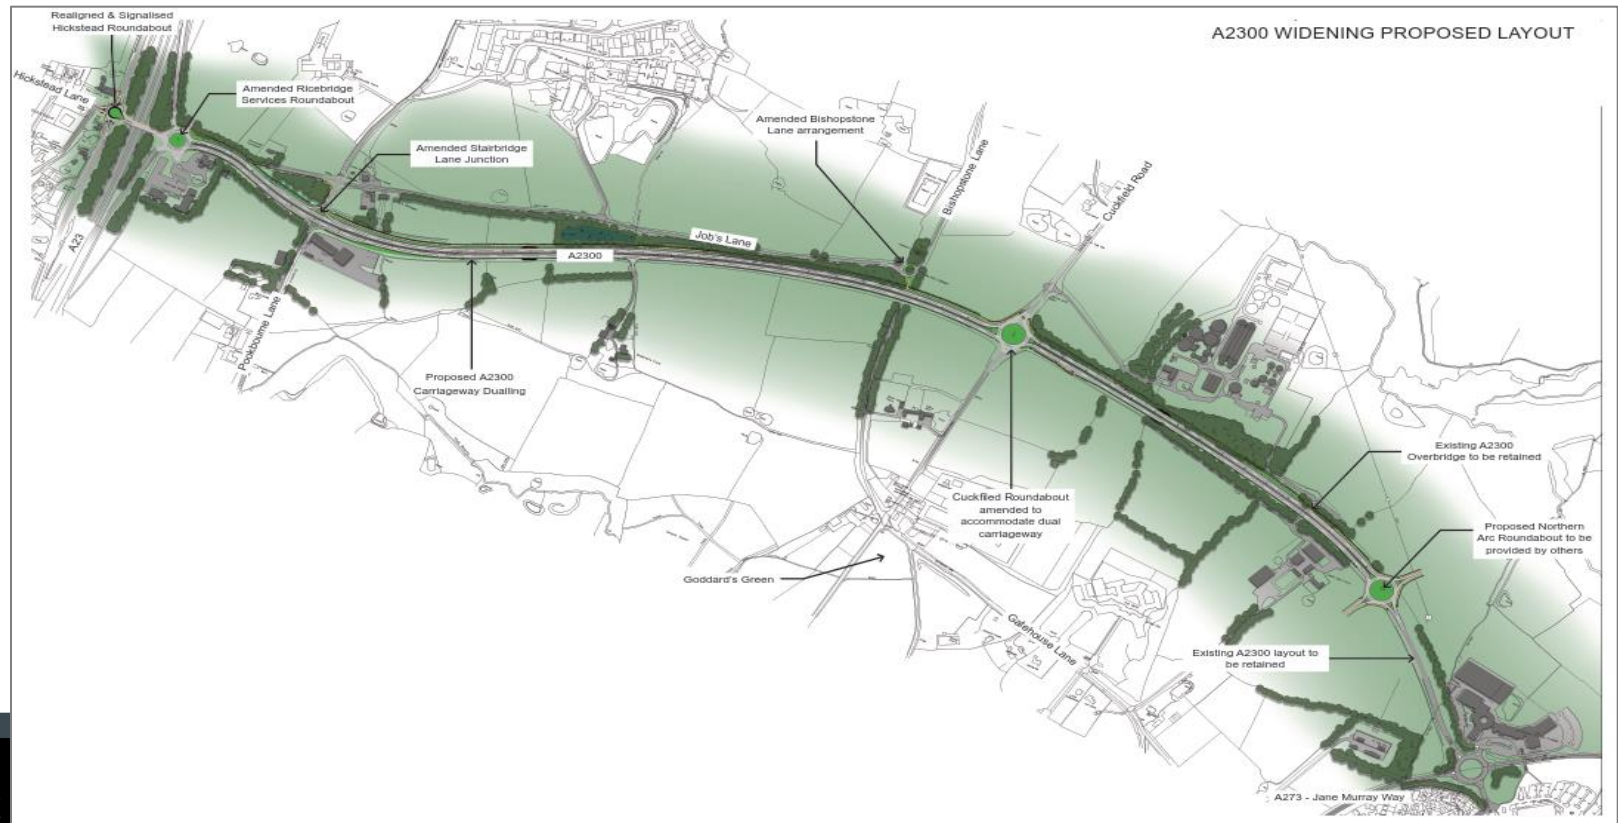 A2300 WIDENING PROPOSED LAYOUT
Realigned & Signalised
Hickstead Roundabout
Hickstead Lane
Amended Ricebridge
Services Roundabout
Amended Stairbridge
Lane Junction
Amended Bishopstone
Lane arrangement
Bishopstone Lane
Cuckfield Road
A23
Job's Lane
A2300
Pookbourne Lane
Proposed A2300
Carriageway Dualling
Existing A2300
Overbridge to be retained
Cuckfiled Roundabout
amended to
accommodate dual
carriageway
Proposed Northern
Arc Roundabout to be
provided by others
Goddard's Green
Gatehouse Lane
Existing A2300 layout to
be retained
A273 - Jane Murray Way